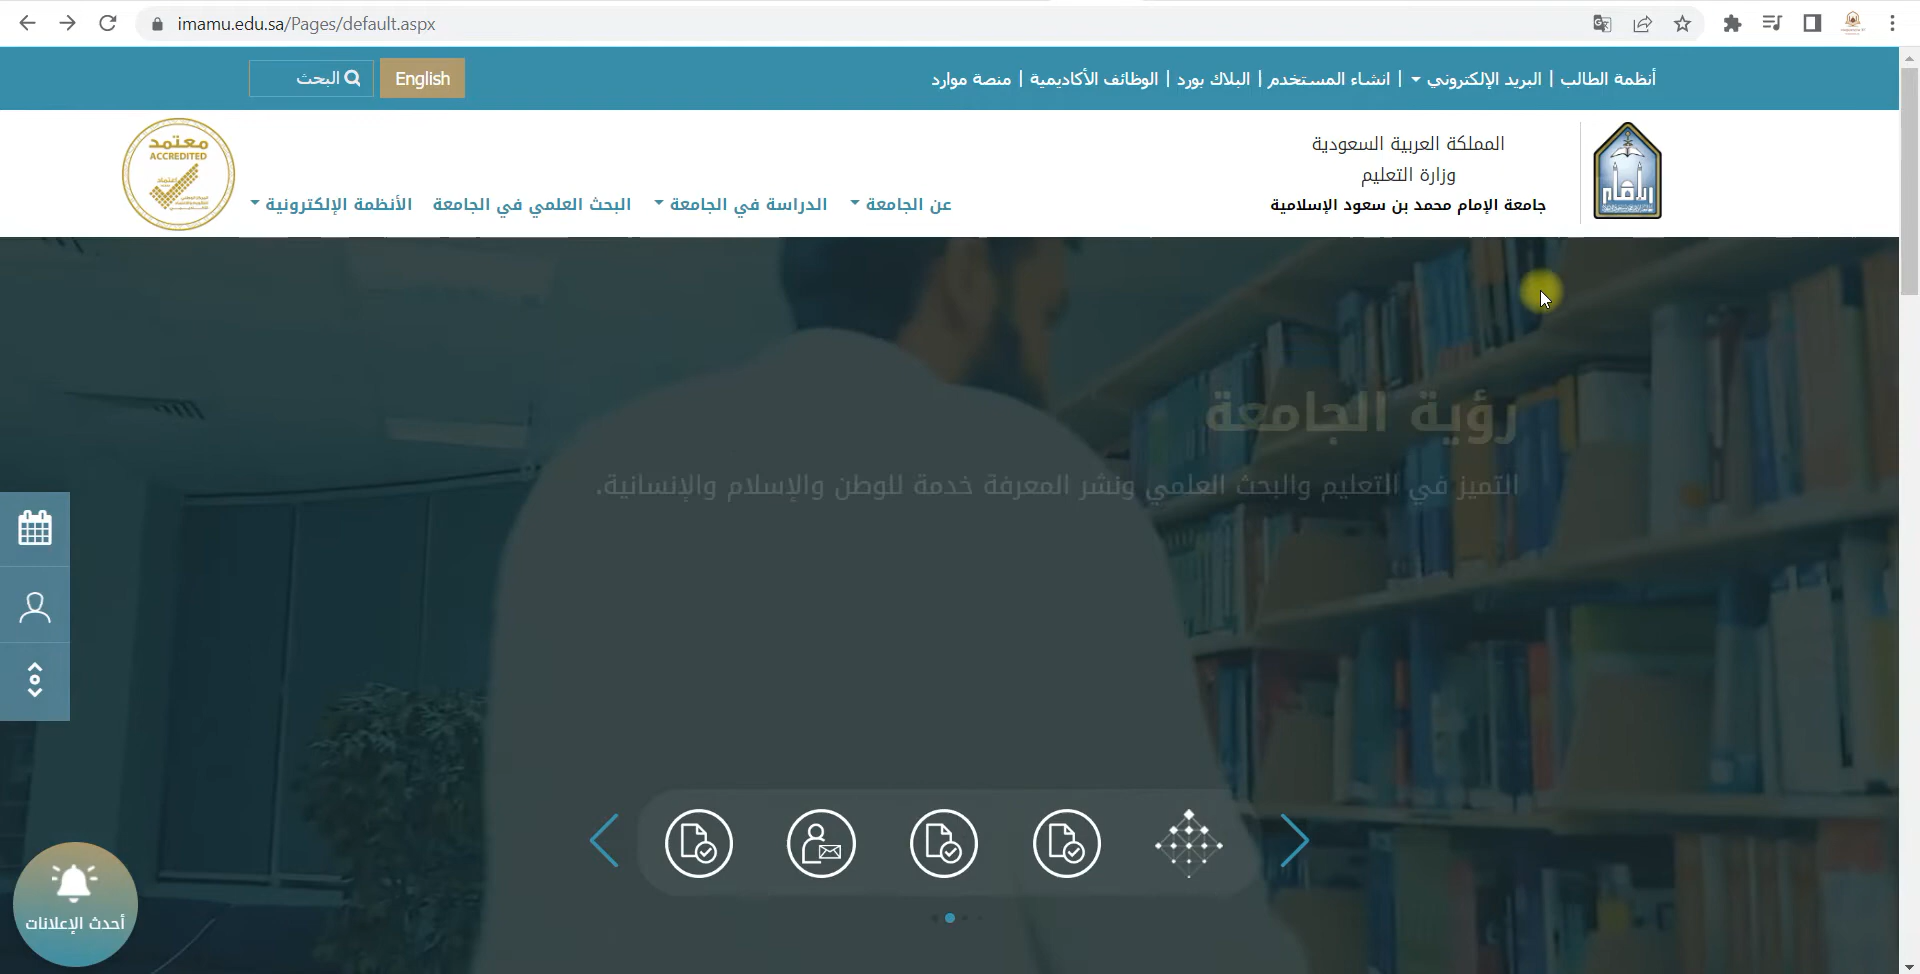 imamu.edu.sa/Pages/default.aspx
أنظمة الطالب | البريد الإلكتروني | انشاء المستخدم | البلاك بورد | الوظائف الأكاديمية | منصة موارد
English
البحث
المملكة العربية السعودية
وزارة التعليم
جامعة الإمام محمد بن سعود الإسلامية
عن الجامعة
الدراسة في الجامعة
البحث العلمي في الجامعة
الأنظمة الإلكترونية
معتمد
ACCREDITED
رؤية الجامعة
التميز في التعليم والبحث العلمي ونشر المعرفة خدمة للوطن والإسلام والإنسانية.
أحدث الإعلانات